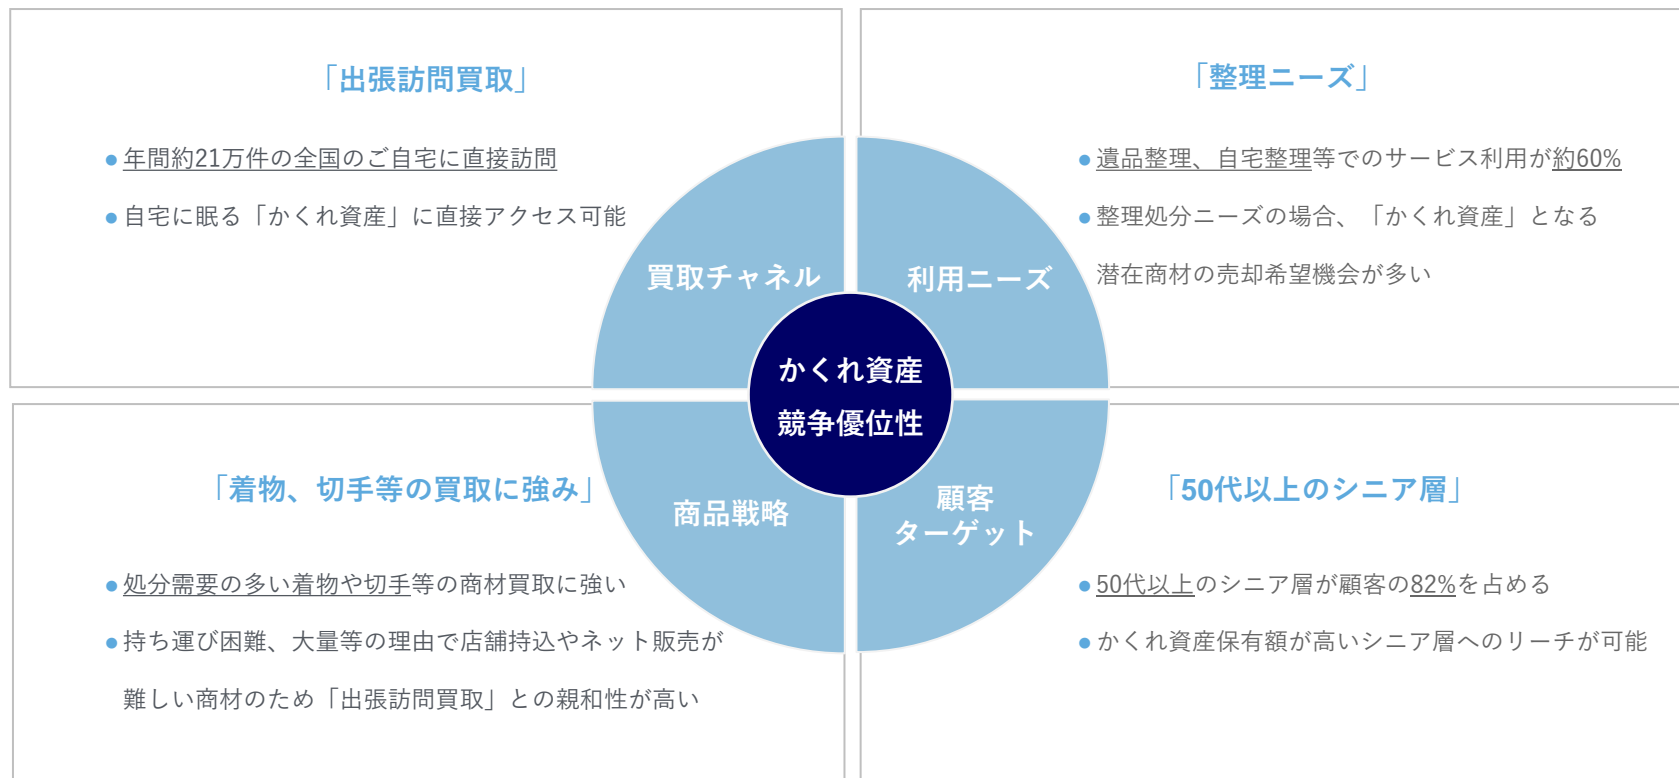 「出張訪問買取」
●年間約21万件の全国のご自宅に直接訪問
●自宅に眠る「かくれ資産」に直接アクセス可能
買取チャネル
「整理ニーズ」
●遺品整理、自宅整理等でのサービス利用が約60%
●整理処分ニーズの場合、「かくれ資産」となる
潜在商材の売却希望機会が多い
利用ニーズ
かくれ資産
競争優位性
「着物、切手等の買取に強み」
商品戦略
●処分需要の多い着物や切手等の商材買取に強い
●持ち運び困難、大量等の理由で店舗持込やネット販売が
難しい商材のため「出張訪問買取」との親和性が高い
「50代以上のシニア層」
顧客
ターゲット
●50代以上のシニア層が顧客の82%を占める
●かくれ資産保有額が高いシニア層へのリーチが可能